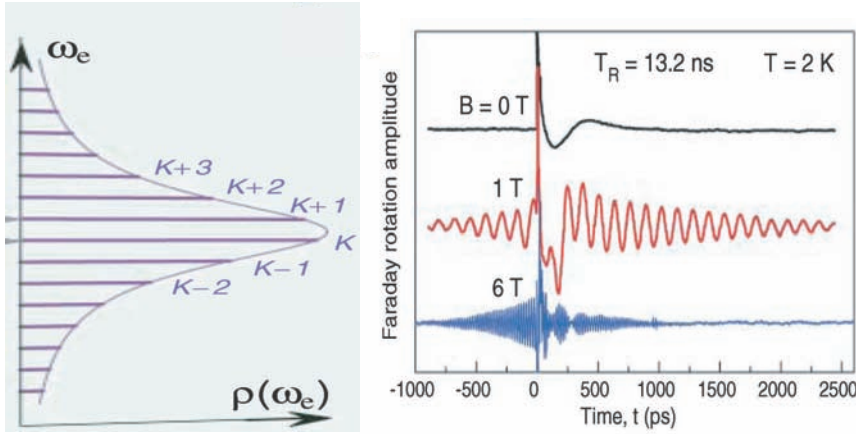 ωₑ
K+3
K+2
K+1
K
K−1
K−2
ρ(ωₑ)
Faraday rotation amplitude
T_R = 13.2 ns
T = 2 K
B = 0 T
1 T
6 T
-1000 -500 0 500 1000 1500 2000 2500
Time, t (ps)